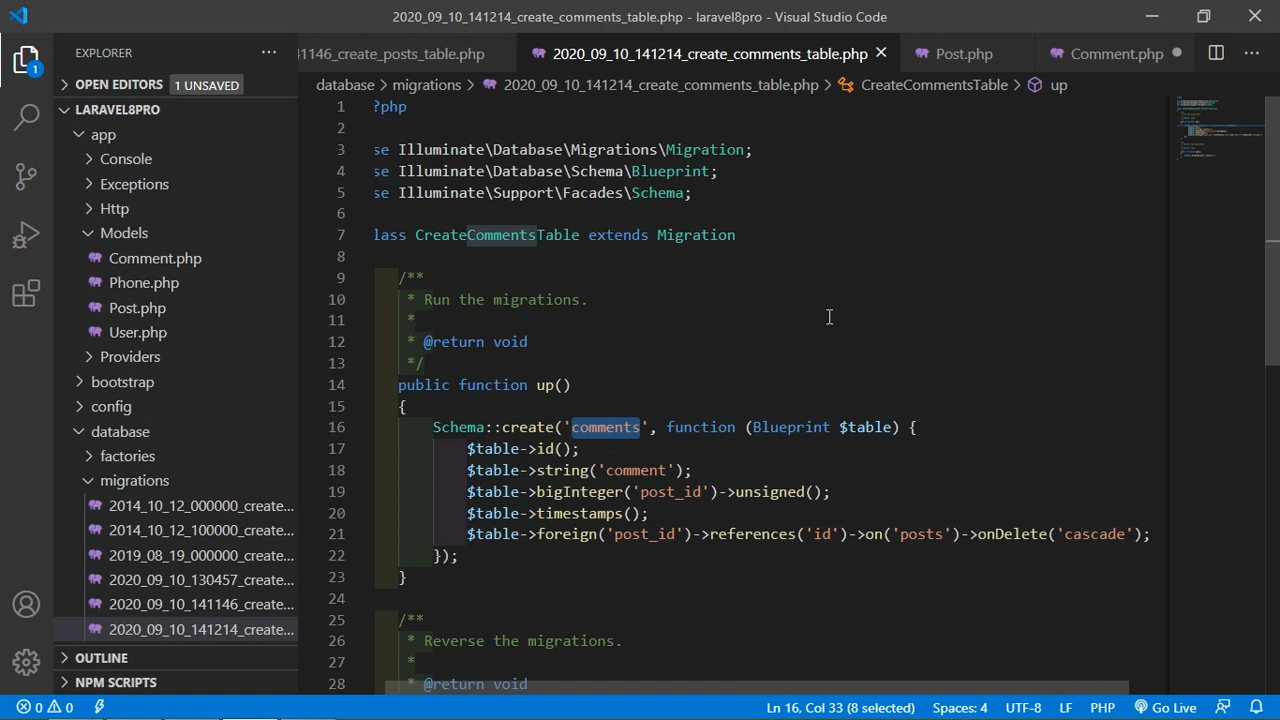 2020_09_10_141214_create_comments_table.php - laravel8pro - Visual Studio Code
EXPLORER
1
OPEN EDITORS 1 UNSAVED
LARAVEL8PRO
app
Console
Exceptions
Http
Models
Comment.php
Phone.php
Post.php
User.php
Providers
bootstrap
config
database
factories
migrations
2014_10_12_000000_create...
2014_10_12_100000_create...
2019_08_19_000000_create...
2020_09_10_130457_create...
2020_09_10_141146_create...
2020_09_10_141214_create...
OUTLINE
NPM SCRIPTS
l1146_create_posts_table.php 2020_09_10_141214_create_comments_table.php Post.php Comment.php
database > migrations > 2020_09_10_141214_create_comments_table.php > CreateCommentsTable > up
1 ?php
2
3 se Illuminate\Database\Migrations\Migration;
4 se Illuminate\Database\Schema\Blueprint;
5 se Illuminate\Support\Facades\Schema;
6
7 lass CreateCommentsTable extends Migration
8
9 /**
10 * Run the migrations.
11 *
12 * @return void
13 */
14 public function up()
15 {
16 Schema::create('comments', function (Blueprint $table) {
17 $table->id();
18 $table->string('comment');
19 $table->bigInteger('post_id')->unsigned();
20 $table->timestamps();
21 $table->foreign('post_id')->references('id')->on('posts')->onDelete('cascade');
22 });
23 }
24
25 /**
26 * Reverse the migrations.
27 *
28 * @return void
0 0 Ln 16, Col 33 (8 selected) Spaces: 4 UTF-8 LF PHP Go Live